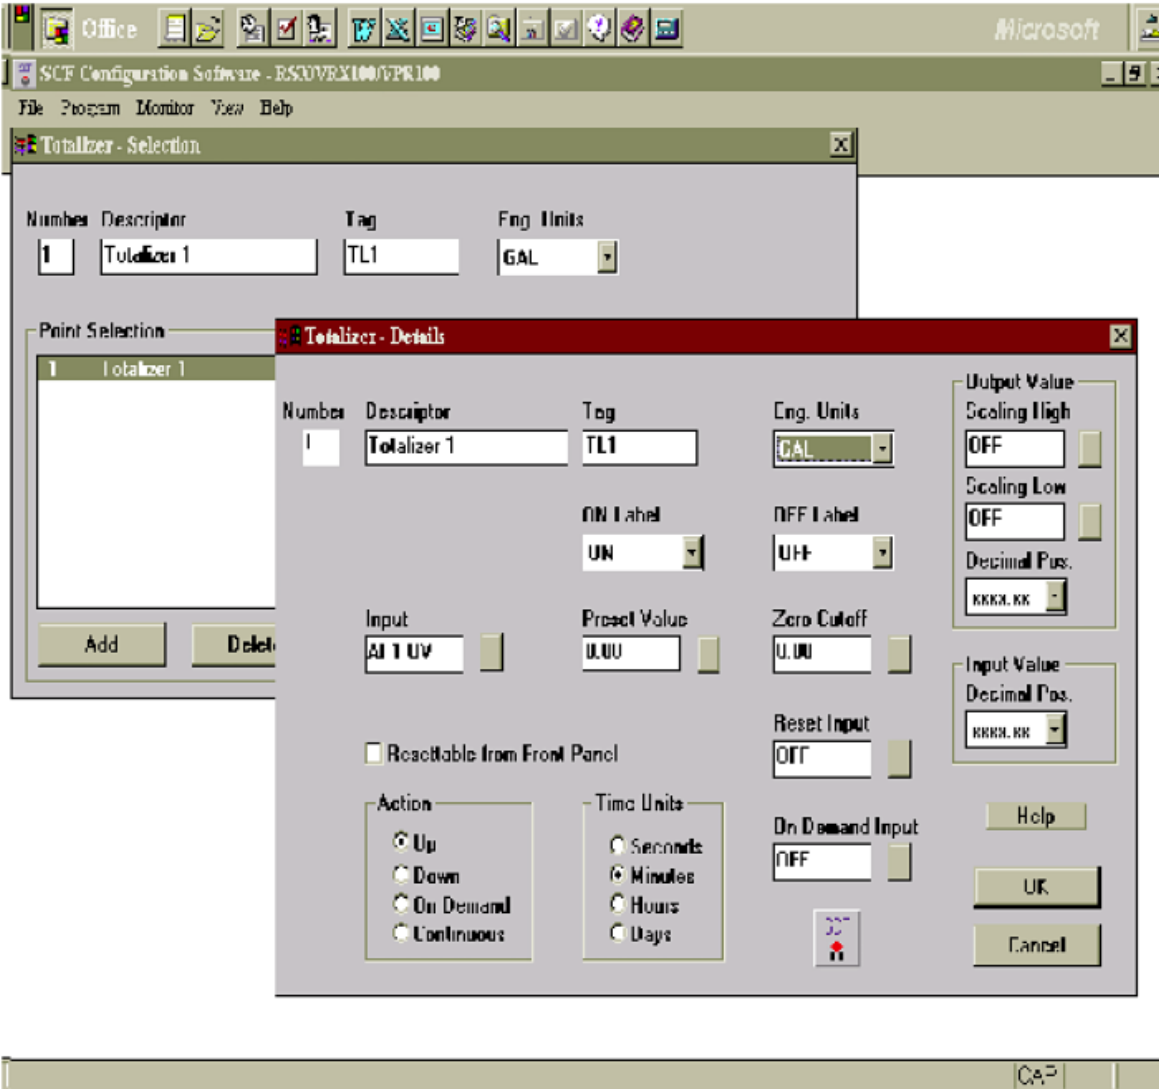 Office
Microsoft
SCF Configuration Software - RSX/VRX100/VPR100
File Program Monitor View Help
Totalizer - Selection
Number Descriptor Tag Eng. Units
1 Totalizer 1 TL1 GAL
Point Selection
1 Totalizer 1
Add Delet
Totalizer - Details
Number Descriptor Tag Eng. Units
1 Totalizer 1 TL1 GAL
ON Label OFF Label
ON OFF
Input Preset Value Zero Cutoff
AI 1 OV 0.00 0.00
Reset Input
OFF
Resettable from Front Panel
Action
Up
Down
On Demand
Continuous
Time Units
Seconds
Minutes
Hours
Days
On Demand Input
OFF
Output Value
Scaling High
OFF
Scaling Low
OFF
Decimal Pos.
xxxx.xx
Input Value
Decimal Pos.
xxxx.xx
Help
OK
Cancel
CAP